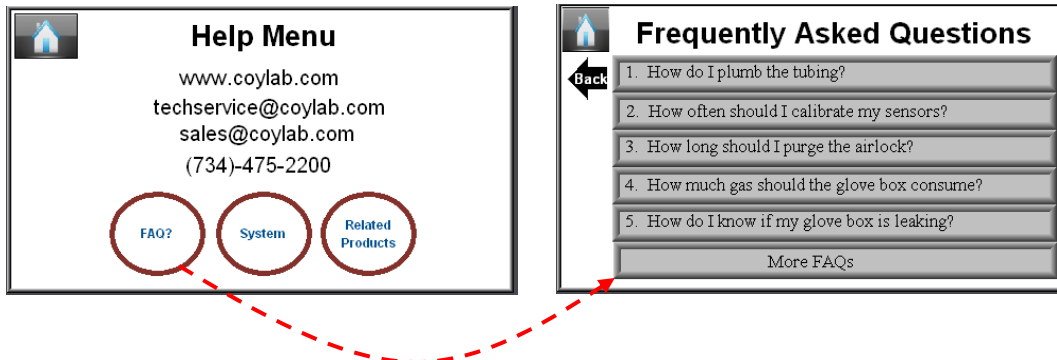 Help Menu
www.coylab.com
techservice@coylab.com
sales@coylab.com
(734)-475-2200
FAQ?
System
Related
Products
Frequently Asked Questions
Back
1. How do I plumb the tubing?
2. How often should I calibrate my sensors?
3. How long should I purge the airlock?
4. How much gas should the glove box consume?
5. How do I know if my glove box is leaking?
More FAQs